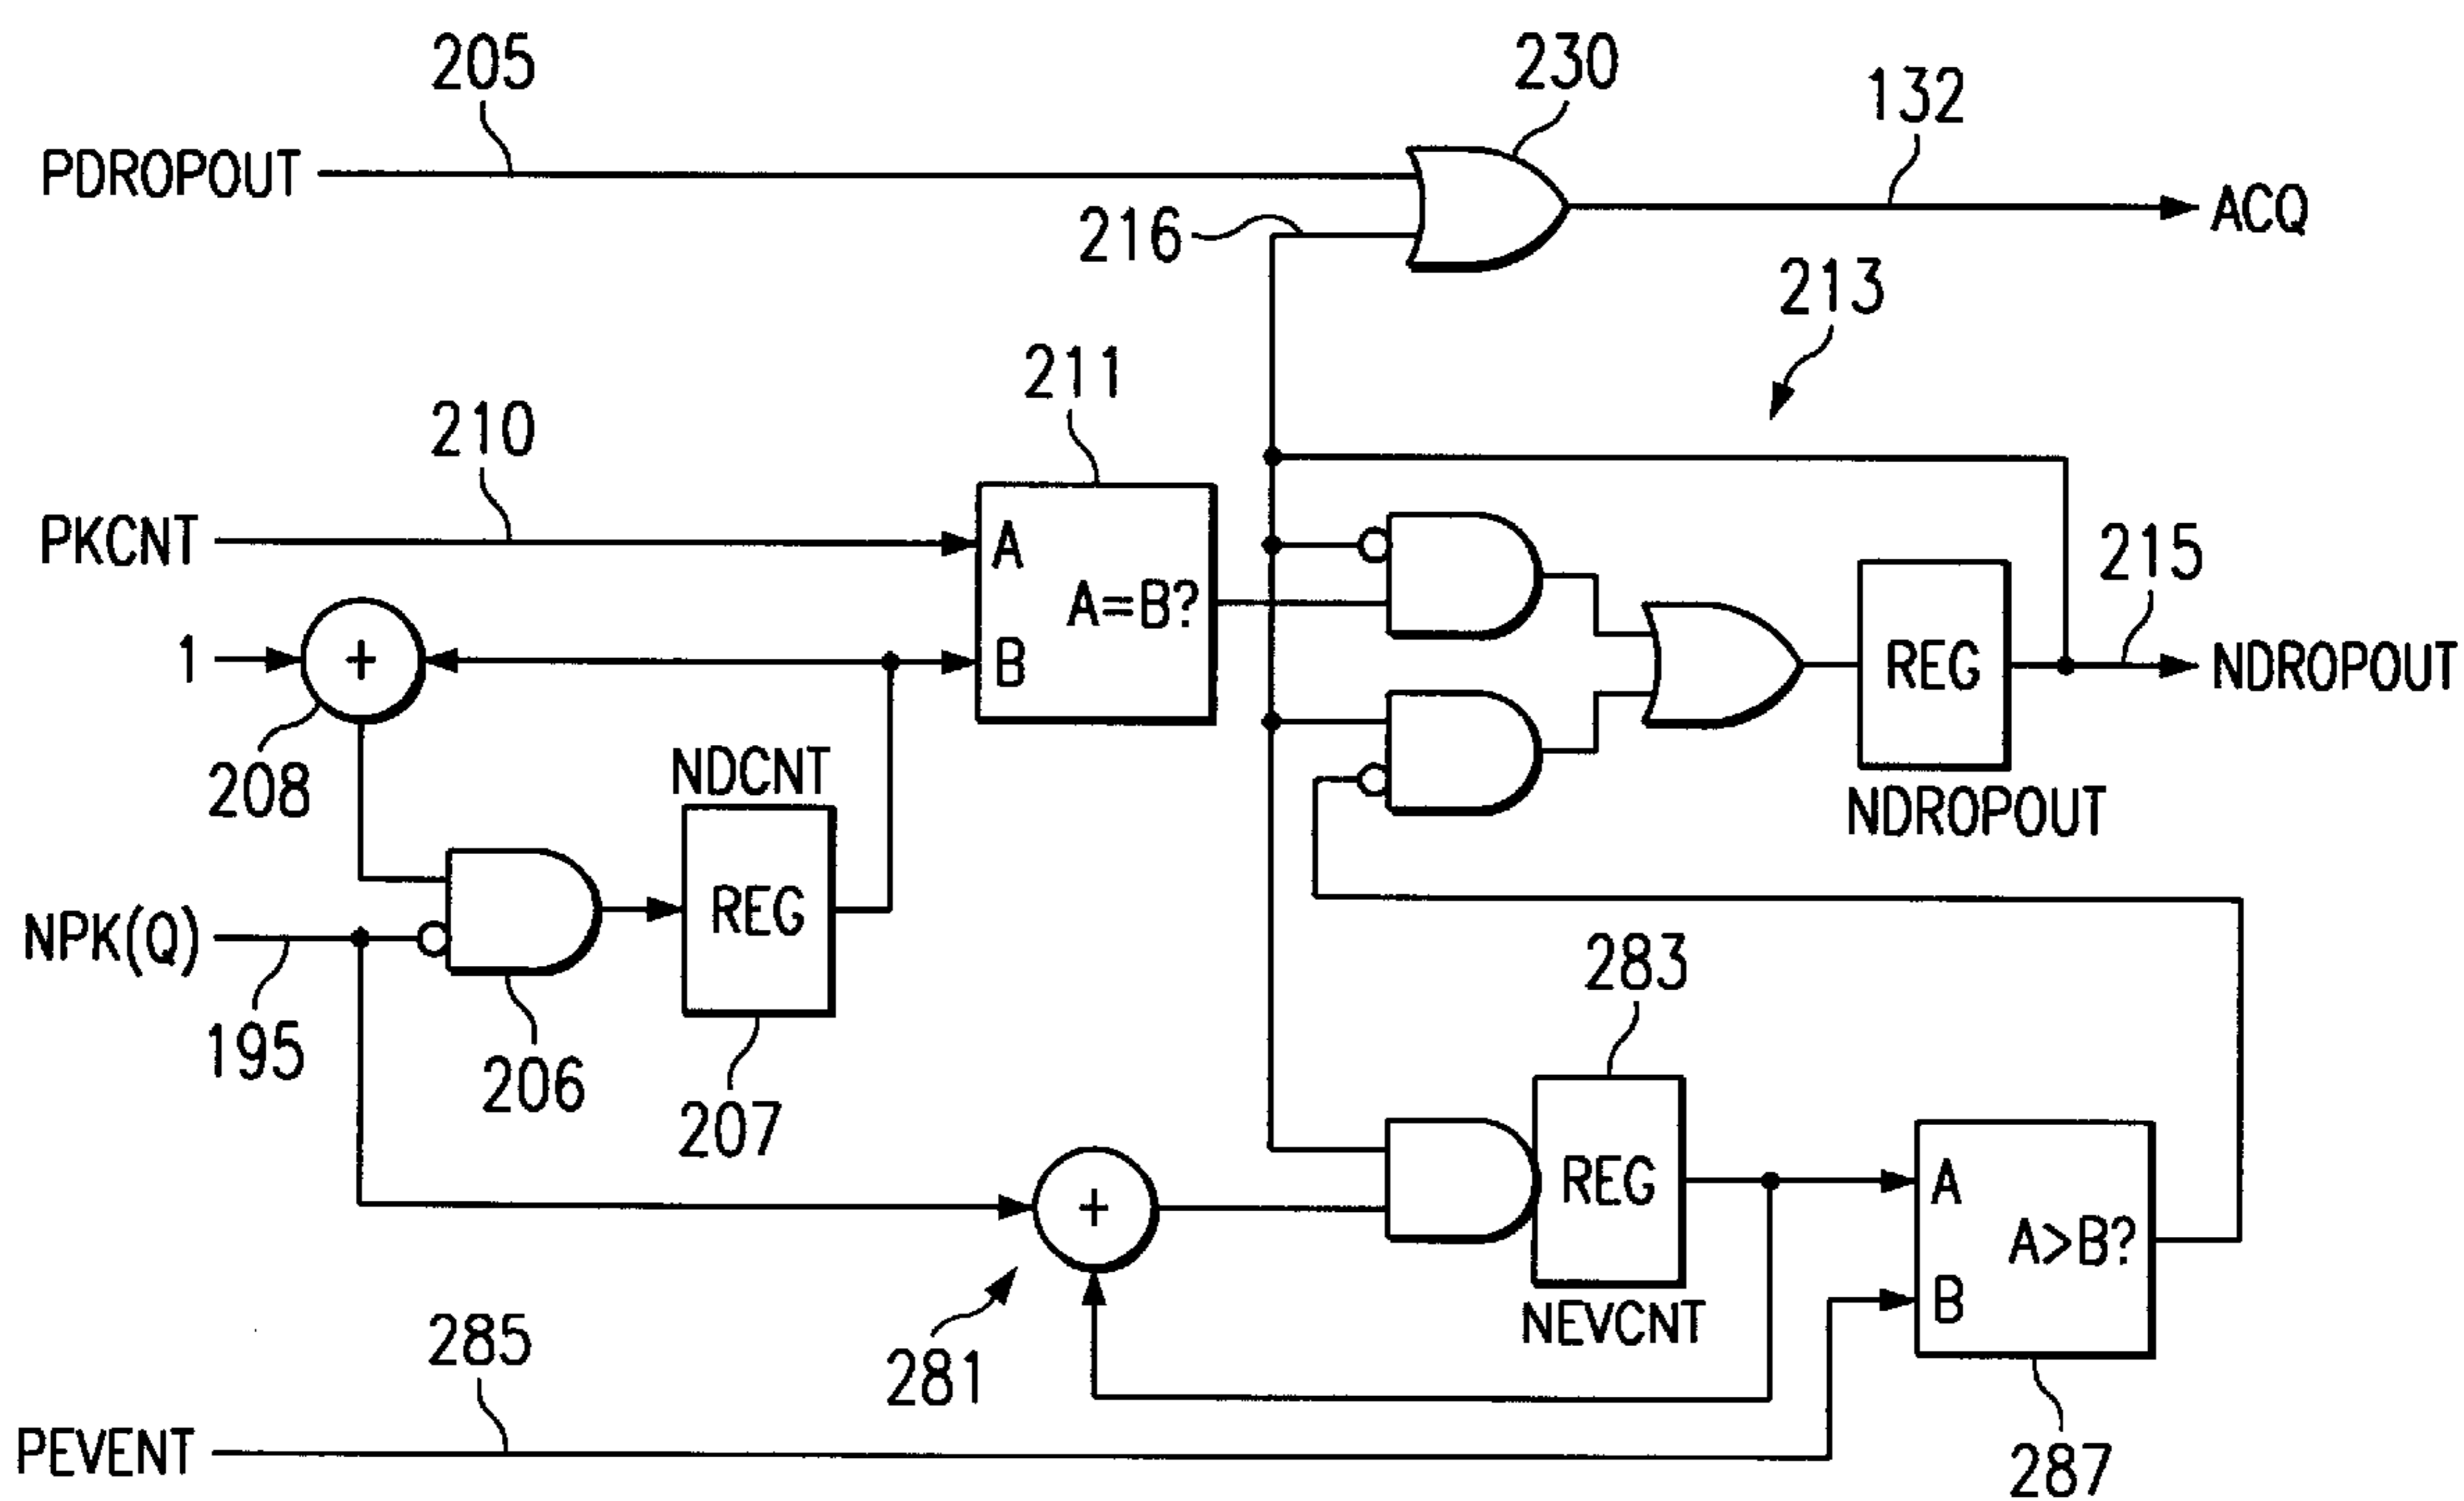 205
230
132
PDROPOUT
216
ACQ
213
211
210
PKCNT
A
A=B?
B
215
1
+
REG
NDROPOUT
208
NDCNT
NDROPOUT
NPK(Q)
REG
195
206
207
283
+
REG
A
A>B?
B
NEVCNT
281
285
PEVENT
287